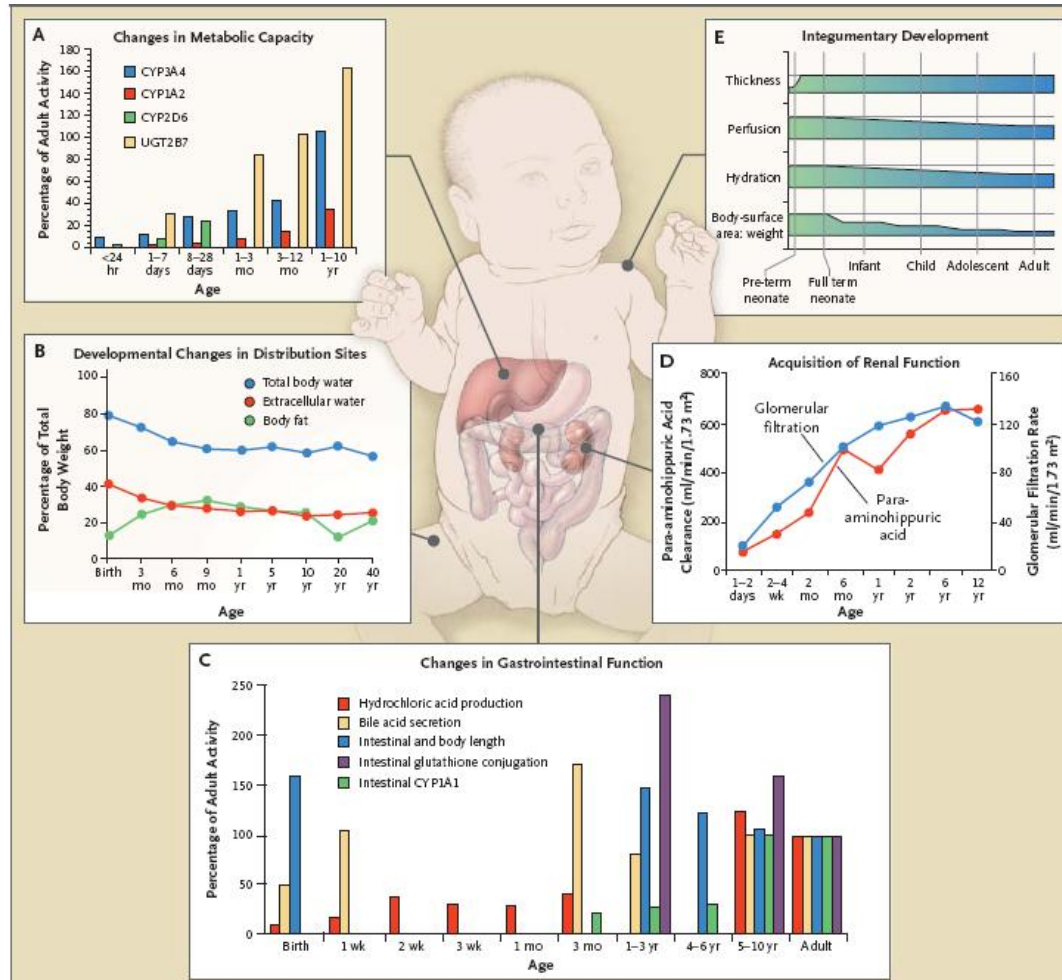 A
Changes in Metabolic Capacity
Percentage of Adult Activity
180
160
140
120
100
80
60
40
20
0
CYP3A4
CYP1A2
CYP2D6
UGT2B7
<24 hr
1–7 days
8–28 days
1–3 mo
3–12 mo
1–10 yr
Age
E
Integumentary Development
Thickness
Perfusion
Hydration
Body-surface
area: weight
Infant
Child
Adolescent
Adult
Pre-term
neonate
Full term
neonate
B
Developmental Changes in Distribution Sites
Percentage of Total
Body Weight
100
80
60
40
20
0
Total body water
Extracellular water
Body fat
Birth
3 mo
6 mo
9 mo
1 yr
5 yr
10 yr
20 yr
40 yr
Age
D
Acquisition of Renal Function
Para-aminohippuric Acid
Clearance (ml/min/1.73 m²)
800
600
400
200
0
Glomerular
filtration
Para-
aminohippuric
acid
160
120
80
40
0
Glomerular Filtration Rate
(ml/min/1.73 m²)
1–2 days
2–4 wk
2 mo
6 mo
1 yr
2 yr
6 yr
12 yr
Age
C
Changes in Gastrointestinal Function
Percentage of Adult Activity
250
200
150
100
50
0
Hydrochloric acid production
Bile acid secretion
Intestinal and body length
Intestinal glutathione conjugation
Intestinal CYP1A1
Birth
1 wk
2 wk
3 wk
1 mo
3 mo
1–3 yr
4–6 yr
5–10 yr
Adult
Age